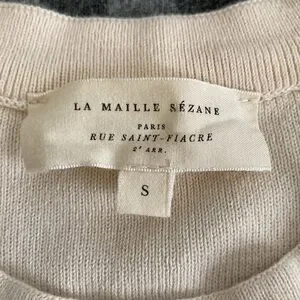 LA MAILLE SÉZANE
PARIS
RUE SAINT-FIACRE
2ᵉ ARR.
S